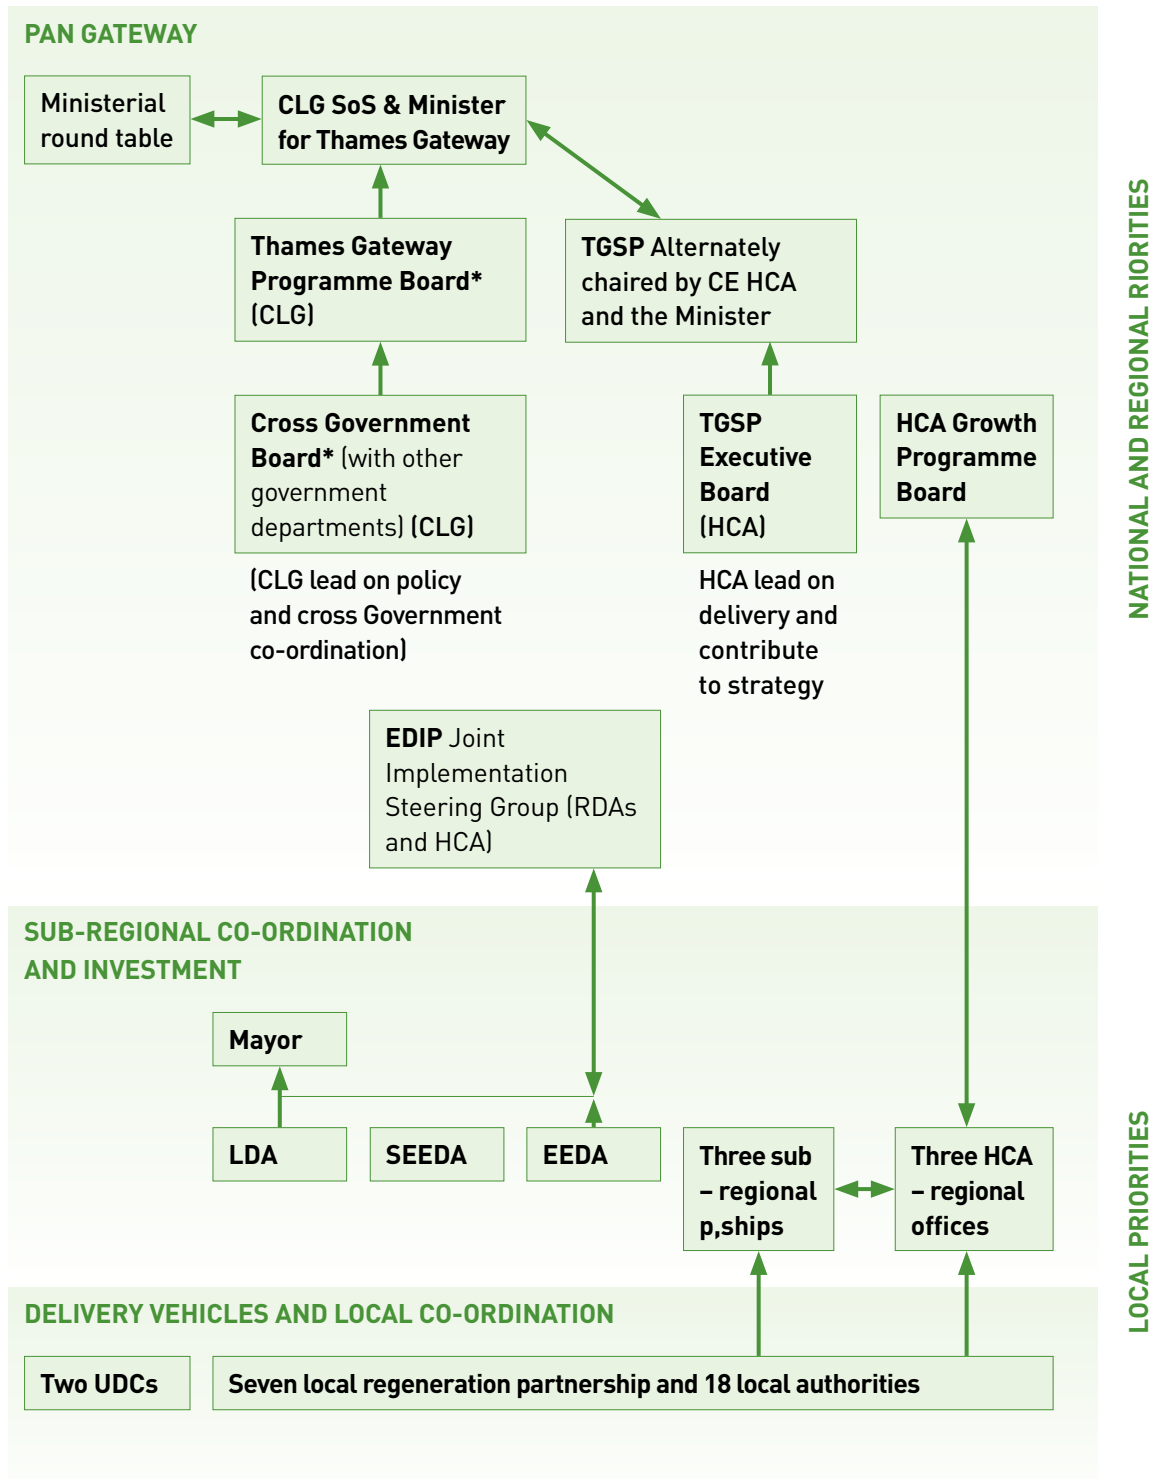 PAN GATEWAY
Ministerial
round table
CLG SoS & Minister
for Thames Gateway
Thames Gateway
Programme Board*
(CLG)
TGSP Alternately
chaired by CE HCA
and the Minister
Cross Government
Board* (with other
government
departments) (CLG)
TGSP
Executive
Board
(HCA)
HCA Growth
Programme
Board
(CLG lead on policy
and cross Government
co-ordination)
HCA lead on
delivery and
contribute
to strategy
EDIP Joint
Implementation
Steering Group (RDAs
and HCA)
NATIONAL AND REGIONAL RIORITIES
SUB-REGIONAL CO-ORDINATION
AND INVESTMENT
Mayor
LDA
SEEDA
EEDA
Three sub
– regional
p,ships
Three HCA
– regional
offices
LOCAL PRIORITIES
DELIVERY VEHICLES AND LOCAL CO-ORDINATION
Two UDCs
Seven local regeneration partnership and 18 local authorities